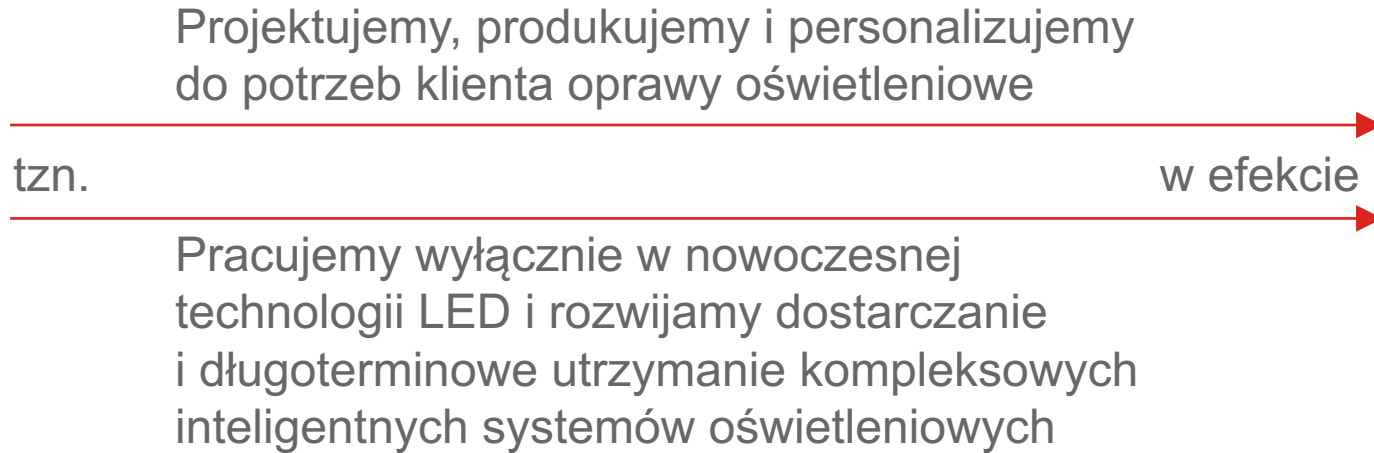 Projektujemy, produkujemy i personalizujemy
do potrzeb klienta oprawy oświetleniowe
tzn.
w efekcie
Pracujemy wyłącznie w nowoczesnej
technologii LED i rozwijamy dostarczanie
i długoterminowe utrzymanie kompleksowych
inteligentnych systemów oświetleniowych